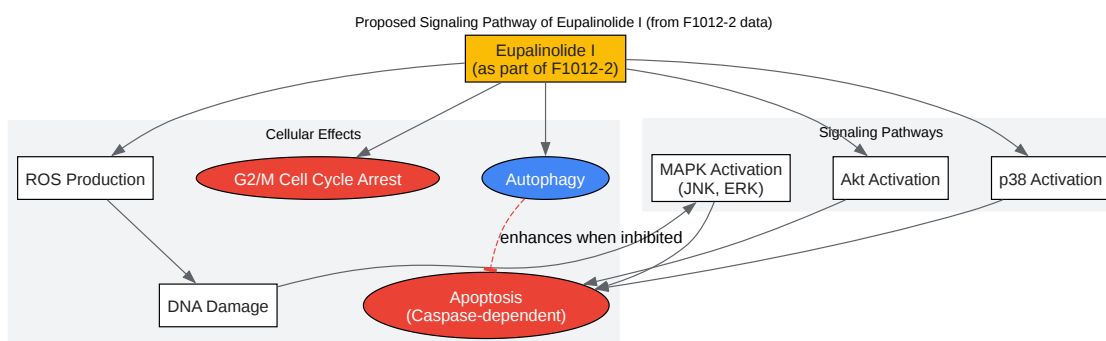 Proposed Signaling Pathway of Eupalinolide I (from F1012-2 data)
Eupalinolide I
(as part of F1012-2)
Cellular Effects
Signaling Pathways
ROS Production
G2/M Cell Cycle Arrest
Autophagy
MAPK Activation
(JNK, ERK)
Akt Activation
p38 Activation
enhances when inhibited
DNA Damage
Apoptosis
(Caspase-dependent)